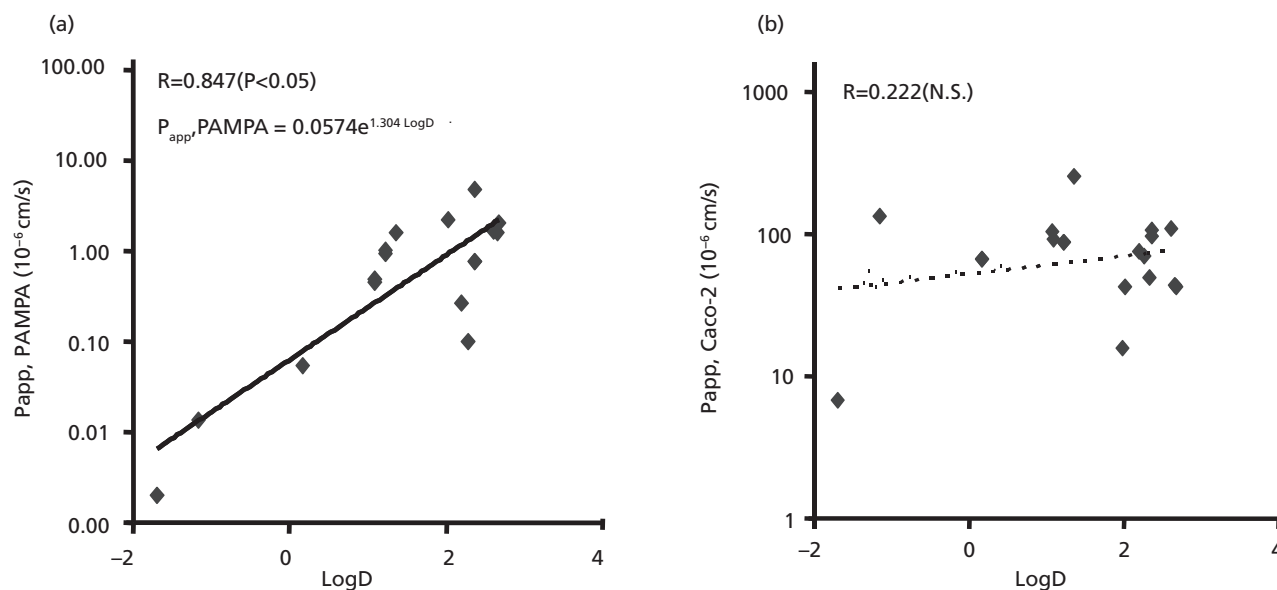 (a)
R=0.847(P<0.05)
Papp,PAMPA = 0.0574e1.304 LogD
Papp, PAMPA (10–6 cm/s)
100.00
10.00
1.00
0.10
0.01
0.00
–2
0
2
4
LogD
(b)
R=0.222(N.S.)
Papp, Caco-2 (10–6 cm/s)
1000
100
10
1
–2
0
2
4
LogD